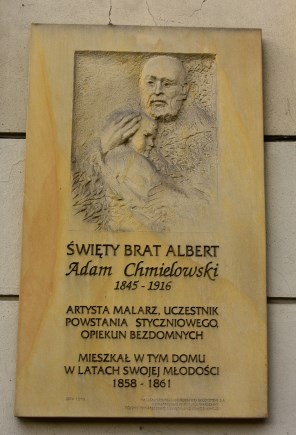 ŚWIĘTY BRAT ALBERT
Adam Chmielowski
1845 - 1916
ARTYSTA MALARZ, UCZESTNIK
POWSTANIA STYCZNIOWEGO,
OPIEKUN BEZDOMNYCH
MIESZKAŁ W TYM DOMU
W LATACH SWOJEJ MŁODOŚCI
1858 - 1861